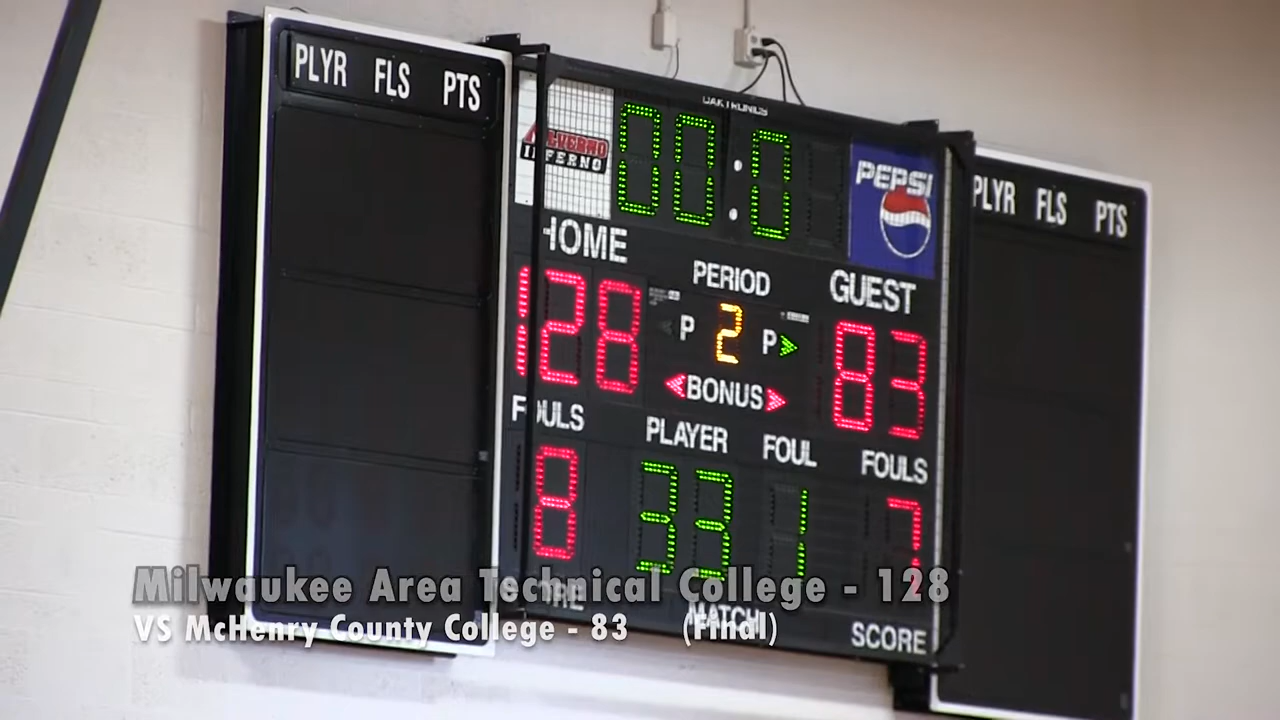 PLYR FLS PTS
DAKTRONICS
ALVERNO
INFERNO
00:0
PEPSI
PLYR FLS PTS
HOME
PERIOD
GUEST
128
P 2 P
83
BONUS
FOULS
PLAYER FOUL
FOULS
8
33 1
7
Milwaukee Area Technical College - 128
VS McHenry County College - 83 (Final)
MATCH
SCORE